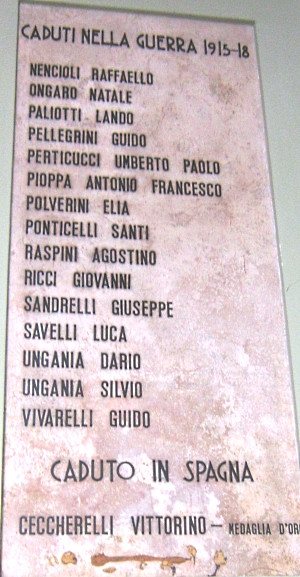 CADUTI NELLA GUERRA 1915-18
NENCIOLI RAFFAELLO
ONGARO NATALE
PALIOTTI LANDO
PELLEGRINI GUIDO
PERTICUCCI UMBERTO PAOLO
PIOPPA ANTONIO FRANCESCO
POLVERINI ELIA
PONTICELLI SANTI
RASPINI AGOSTINO
RICCI GIOVANNI
SANDRELLI GIUSEPPE
SAVELLI LUCA
UNGANIA DARIO
UNGANIA SILVIO
VIVARELLI GUIDO
CADUTO IN SPAGNA
CECCHERELLI VITTORINO - MEDAGLIA D'ORO